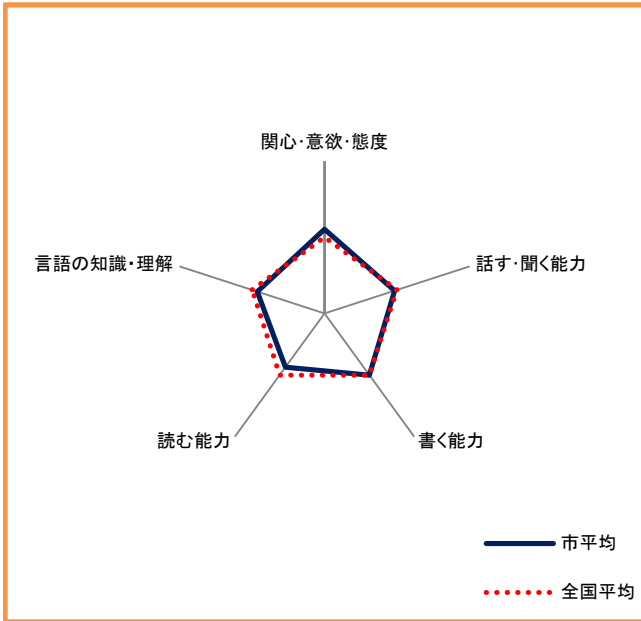 関心・意欲・態度
言語の知識・理解
話す・聞く能力
読む能力
書く能力
市平均
全国平均